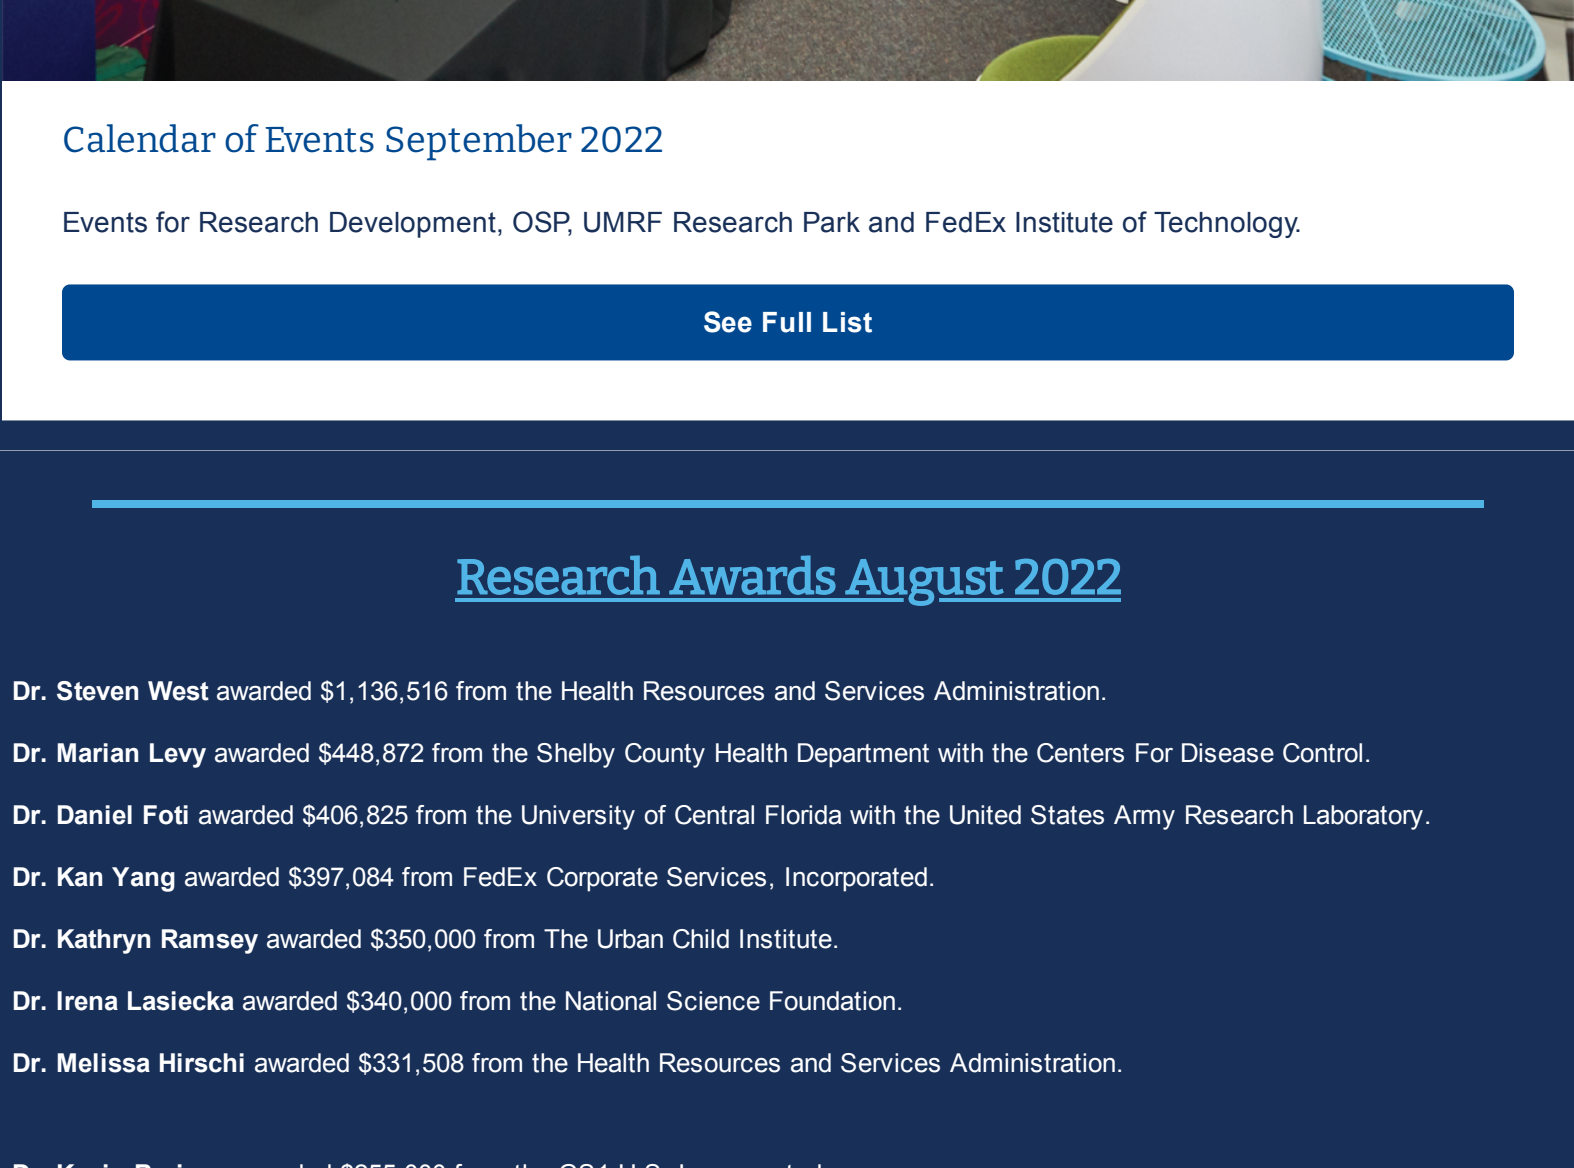 Calendar of Events September 2022
Events for Research Development, OSP, UMRF Research Park and FedEx Institute of Technology.
See Full List
Research Awards August 2022
Dr. Steven West awarded $1,136,516 from the Health Resources and Services Administration.
Dr. Marian Levy awarded $448,872 from the Shelby County Health Department with the Centers For Disease Control.
Dr. Daniel Foti awarded $406,825 from the University of Central Florida with the United States Army Research Laboratory.
Dr. Kan Yang awarded $397,084 from FedEx Corporate Services, Incorporated.
Dr. Kathryn Ramsey awarded $350,000 from The Urban Child Institute.
Dr. Irena Lasiecka awarded $340,000 from the National Science Foundation.
Dr. Melissa Hirschi awarded $331,508 from the Health Resources and Services Administration.